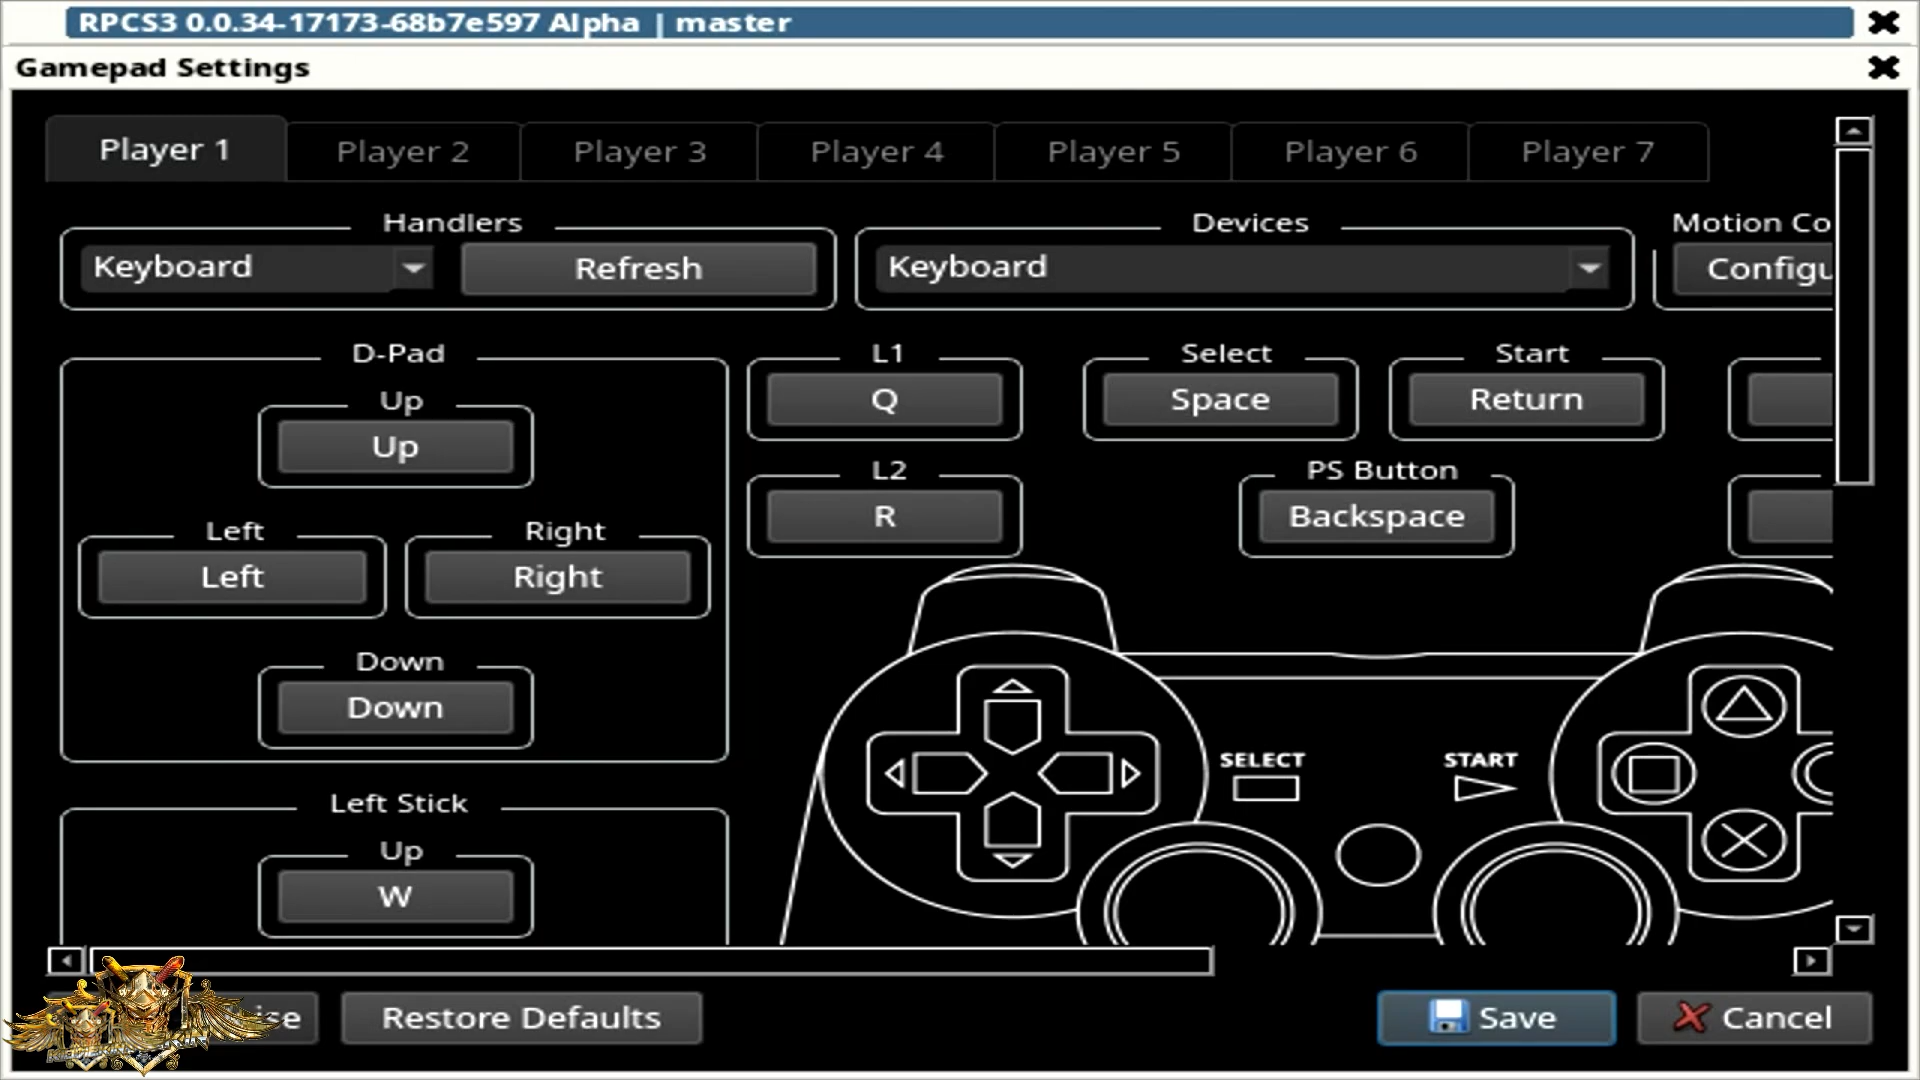 RPCS3 0.0.34-17173-68b7e597 Alpha | master
Gamepad Settings
Player 1 Player 2 Player 3 Player 4 Player 5 Player 6 Player 7
Handlers Devices Motion Co
Keyboard Refresh Keyboard Configu
D-Pad L1 Select Start
Up Q Space Return
Up
L2 PS Button
R Backspace
Left Right
Left Right
Down
Down
SELECT START
Left Stick
Up
W
Restore Defaults Save Cancel